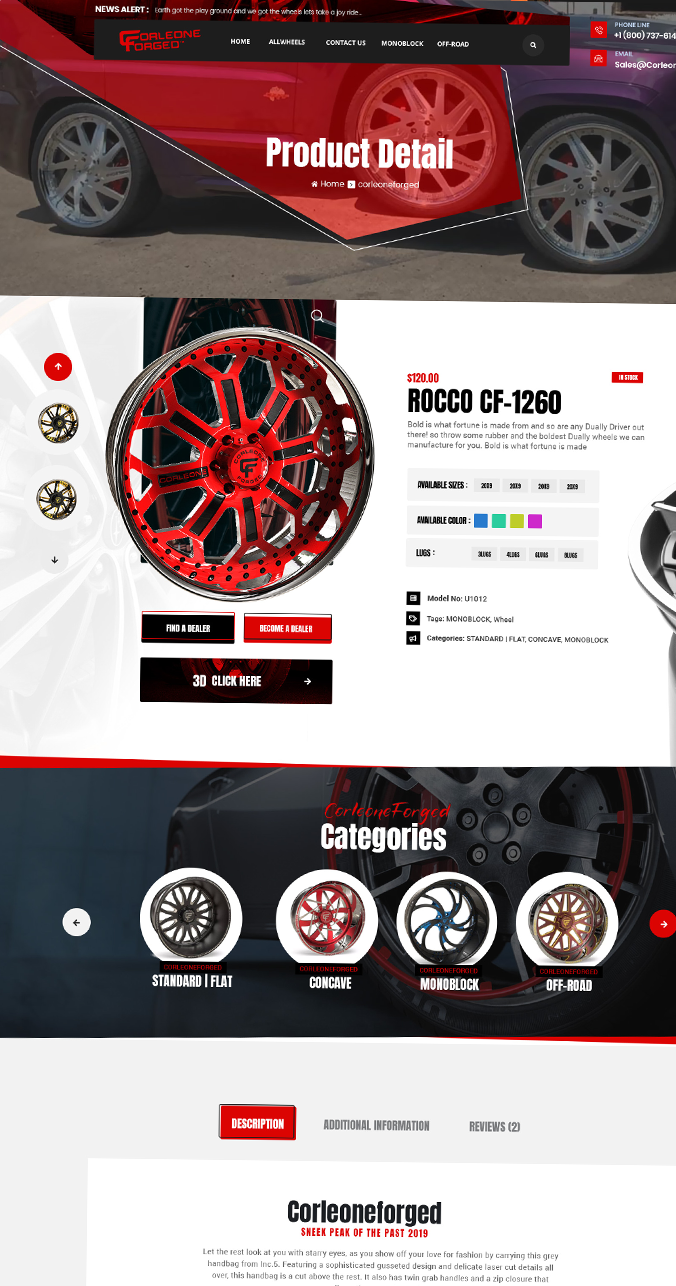 NEWS ALERT : Earth got the play ground and we got the wheels lets take a joy ride...
CORLEONE
FORGED
HOME ALLWHEELS CONTACT US MONOBLOCK OFF-ROAD
PHONE LINE
+1 (800) 737-814
EMAIL
Sales@Corleor
Product Detail
Home corleoneforged
$120.00
IN STOCK
ROCCO CF-1260
Bold is what fortune is made from and so are any Dually Driver out
there! so throw some rubber and the boldest Dually wheels we can
manufacture for you. Bold is what fortune is made
AVAILABLE SIZES : 20X9 20X9 20X9 20X9
AVAILABLE COLOR :
LUGS : 3LUGS 4LUGS 6LUGS 8LUGS
CORLEONE
FORGED
CORLEONE
Model No: U1012
Tags: MONOBLOCK, Wheel
Categories: STANDARD | FLAT, CONCAVE, MONOBLOCK
FIND A DEALER BECOME A DEALER
3D CLICK HERE
CorleoneForged
Categories
CORLEONEFORGED CORLEONEFORGED CORLEONEFORGED CORLEONEFORGED
STANDARD | FLAT CONCAVE MONOBLOCK OFF-ROAD
DESCRIPTION ADDITIONAL INFORMATION REVIEWS (2)
Corleoneforged
SNEEK PEAK OF THE PAST 2019
Let the rest look at you with starry eyes, as you show off your love for fashion by carrying this grey
handbag from Inc.5. Featuring a sophisticated gusseted design and delicate laser cut details all
over, this handbag is a cut above the rest. It also has twin grab handles and a zip closure that